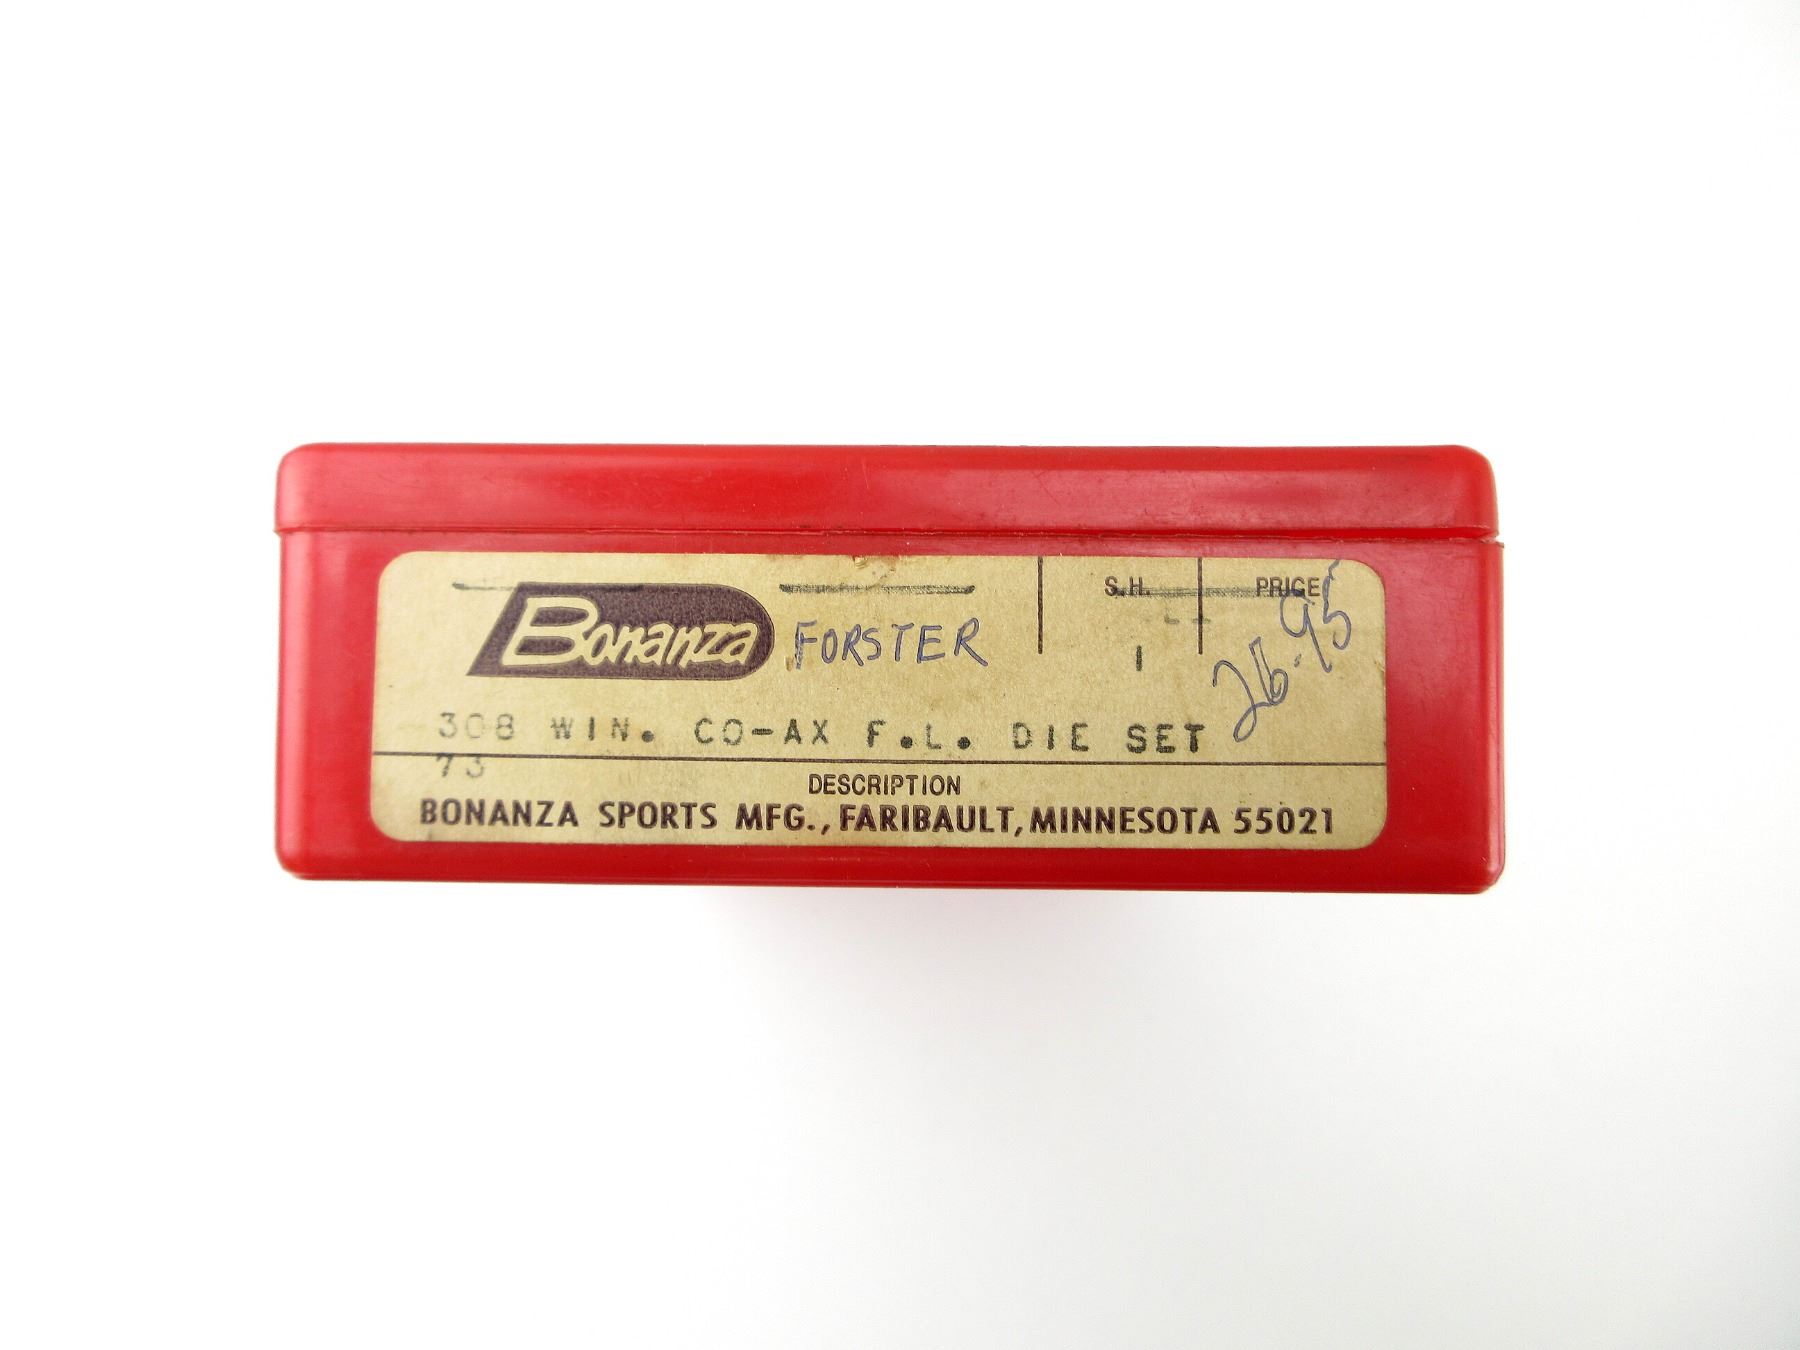 S.H. PRICE
Bonanza FORSTER 1 26.95
308 WIN. CO-AX F.L. DIE SET
73
DESCRIPTION
BONANZA SPORTS MFG., FARIBAULT, MINNESOTA 55021